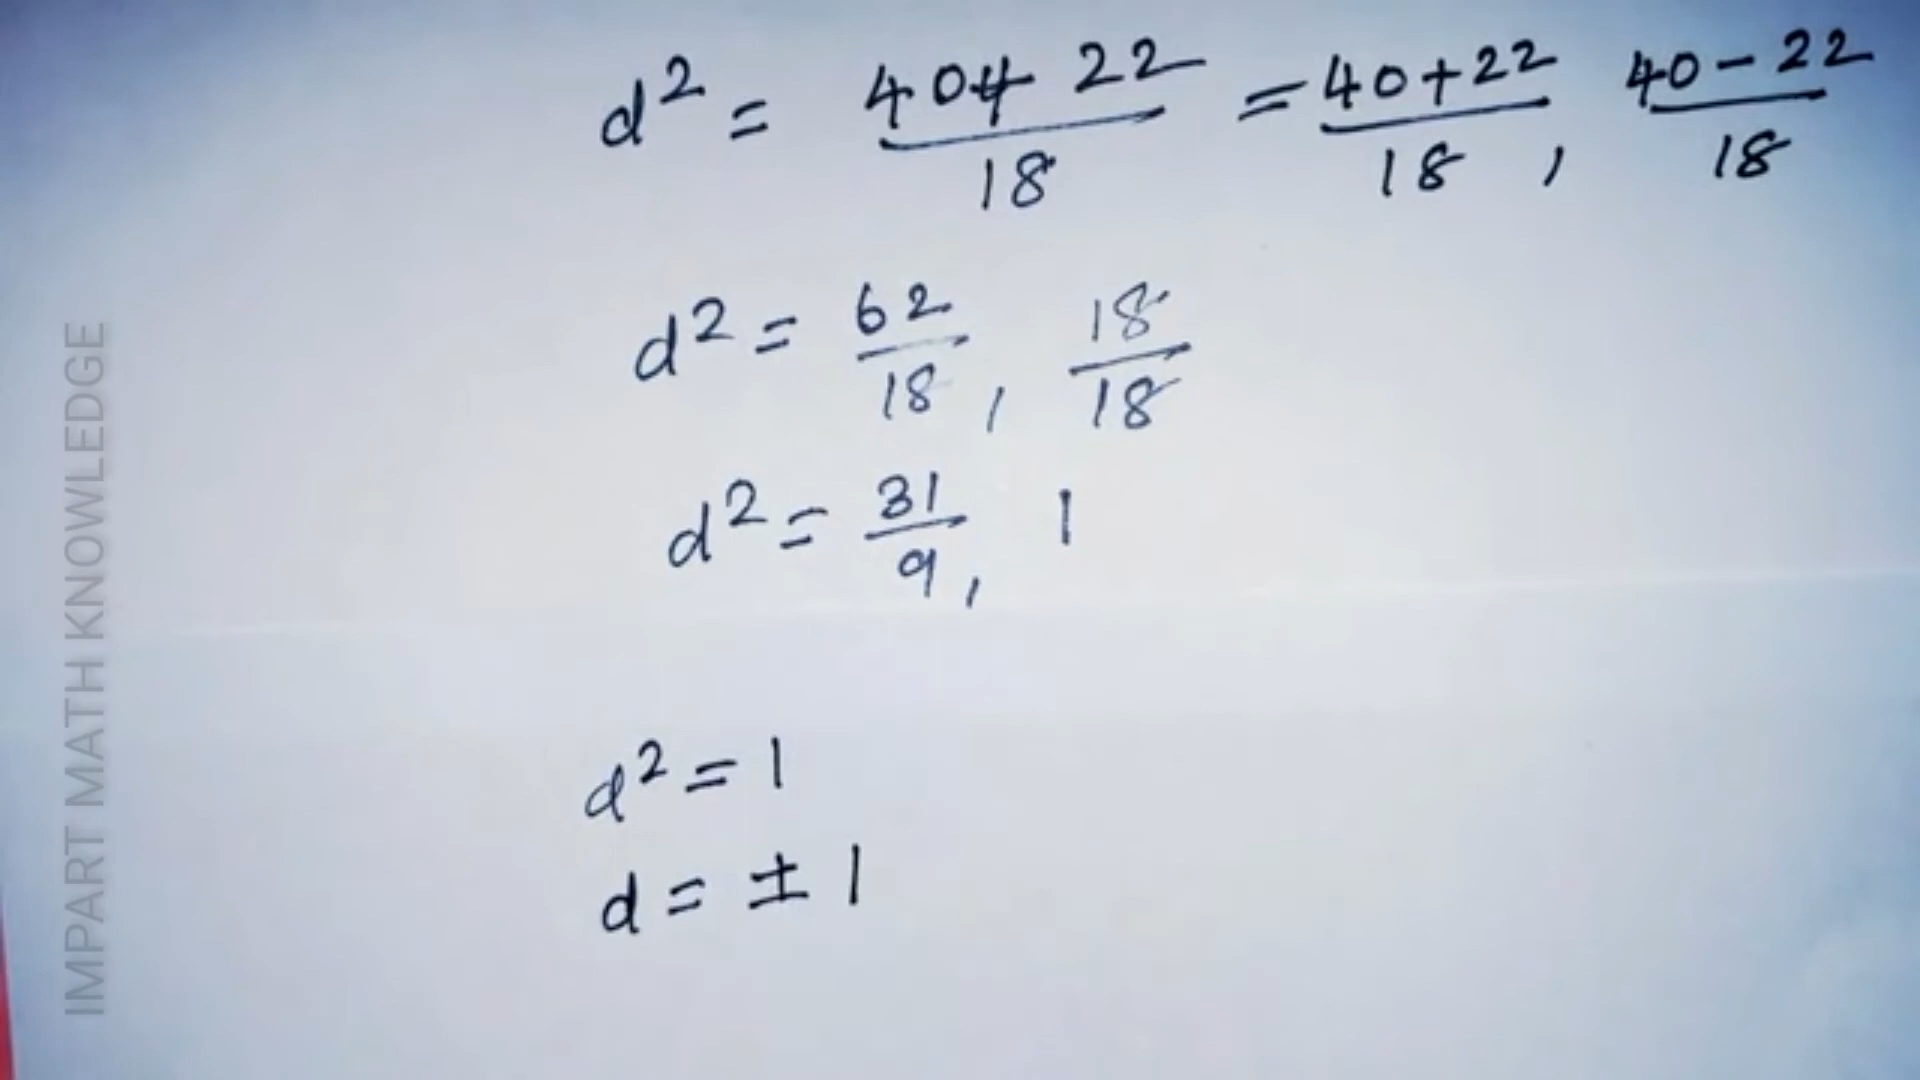 d² = 40± 22/18 = 40+22/18 , 40-22/18
d² = 62/18 , 18/18
d² = 31/9 , 1
d² = 1
d = ± 1
IMPART MATH KNOWLEDGE